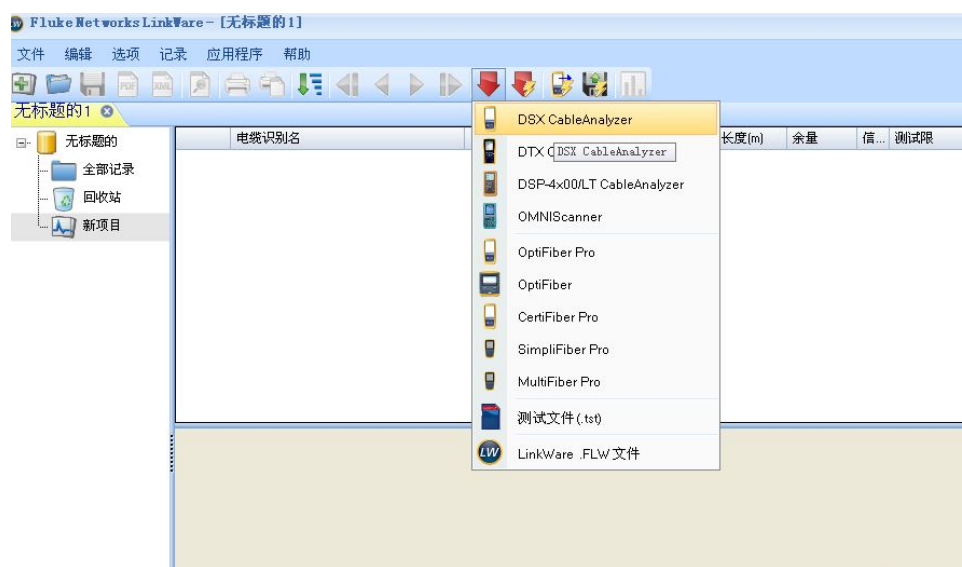 Fluke Networks LinkWare - [无标题的1]
文件 编辑 选项 记录 应用程序 帮助
PDF XML
无标题的1
无标题的
全部记录
回收站
新项目
电缆识别名 长度(m) 余量 信... 测试限
DSX CableAnalyzer
DTX C
DSX CableAnalyzer
DSP-4x00/LT CableAnalyzer
OMNIScanner
OptiFiber Pro
OptiFiber
CertiFiber Pro
SimpliFiber Pro
MultiFiber Pro
测试文件(.tst)
LW LinkWare .FLW 文件